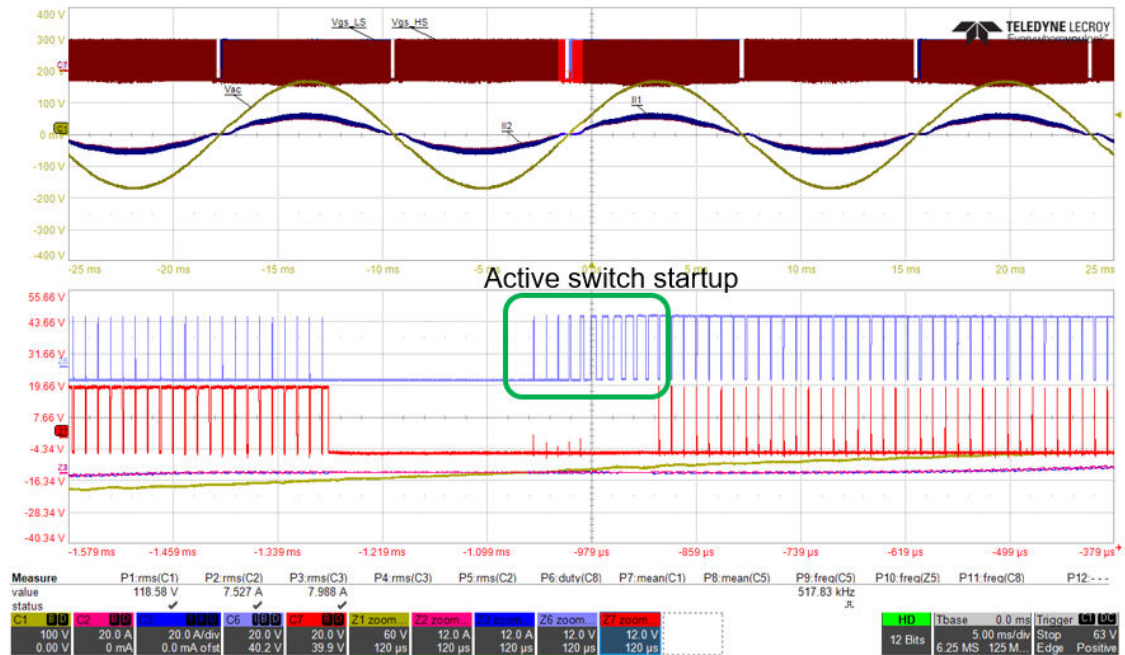 400 V
Vgs_LS
Vgs_HS
TELEDYNE LECROY
Everywhereyoulook
300 V
C7
200 V
Vac
Il1
100 V
C1
0 mV
Il2
-100 V
-200 V
-300 V
-400 V
-25 ms
-20 ms
-15 ms
-10 ms
-5 ms
5 ms
10 ms
15 ms
20 ms
25 ms
Active switch startup
55.66 V
43.66 V
31.66 V
19.66 V
7.66 V
-4.34 V
Z3
-16.34 V
-28.34 V
-40.34 V
-1.579 ms
-1.459 ms
-1.339 ms
-1.219 ms
-1.099 ms
-979 µs
-859 µs
-739 µs
-619 µs
-499 µs
-379 µs
Measure P1:rms(C1) P2:rms(C2) P3:rms(C3) P4:rms(C3) P5:rms(C2) P6:duty(C8) P7:mean(C1) P8:mean(C5) P9:freq(C5) P10:freq(Z5) P11:freq(C8) P12:- - -
value 118.58 V 7.527 A 7.988 A 517.83 kHz
status
C1 BD C2 BD C6 C7 BD Z1 zoom... Z2 zoom... Z3 zoom... Z6 zoom... Z7 zoom... HD Tbase 0.0 ms Trigger C1 DC
100 V 20.0 A 20.0 A/div 20.0 V 20.0 V 60 V 12.0 A 12.0 A 12.0 V 12.0 V 12 Bits 5.00 ms/div Stop 63 V
0.00 V 0 mA 0.0 mA ofst 40.2 V 39.9 V 120 µs 120 µs 120 µs 120 µs 120 µs 6.25 MS 125 M... Edge Positive